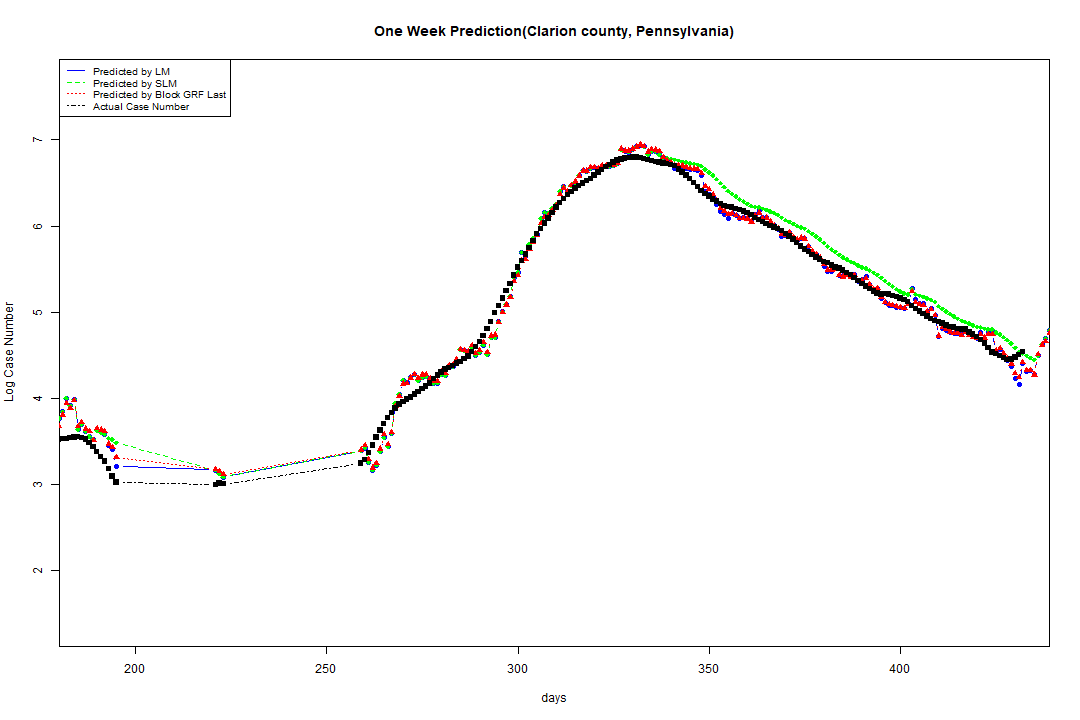 One Week Prediction(Clarion county, Pennsylvania)
Predicted by LM
Predicted by SLM
Predicted by Block GRF Last
Actual Case Number
7
6
5
4
3
2
Log Case Number
200 250 300 350 400
days